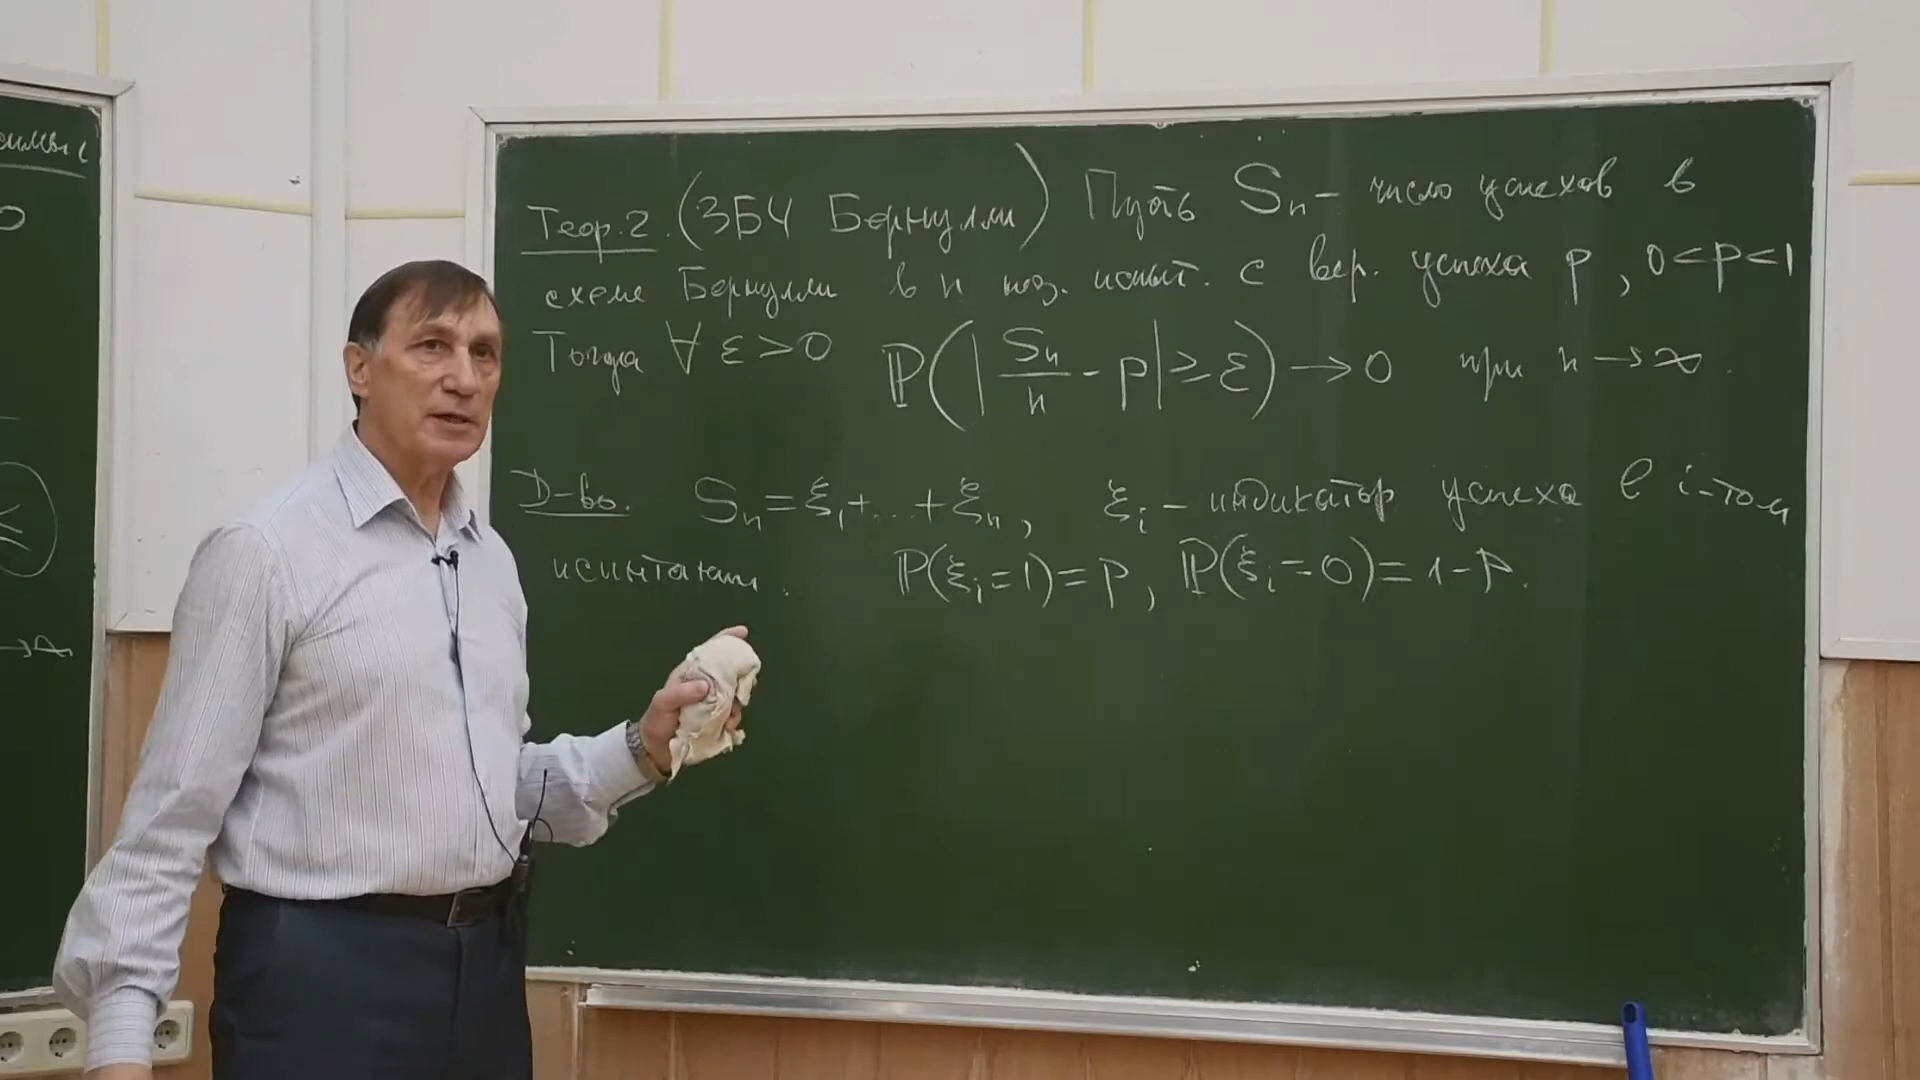 Теор. 2. (ЗБЧ Бернулли) Пусть Sₙ - число успехов в
схеме Бернулли в n нез. испыт. с вер. успеха p, 0<p<1
Тогда ∀ ε>0 ℙ(|Sₙ/n - p|≥ε)→0 при n→∞.
Д-во. Sₙ=ξ₁+...+ξₙ, ξᵢ - индикатор успеха в i-том
испытании. ℙ(ξᵢ=1)=p, ℙ(ξᵢ=0)=1-p.